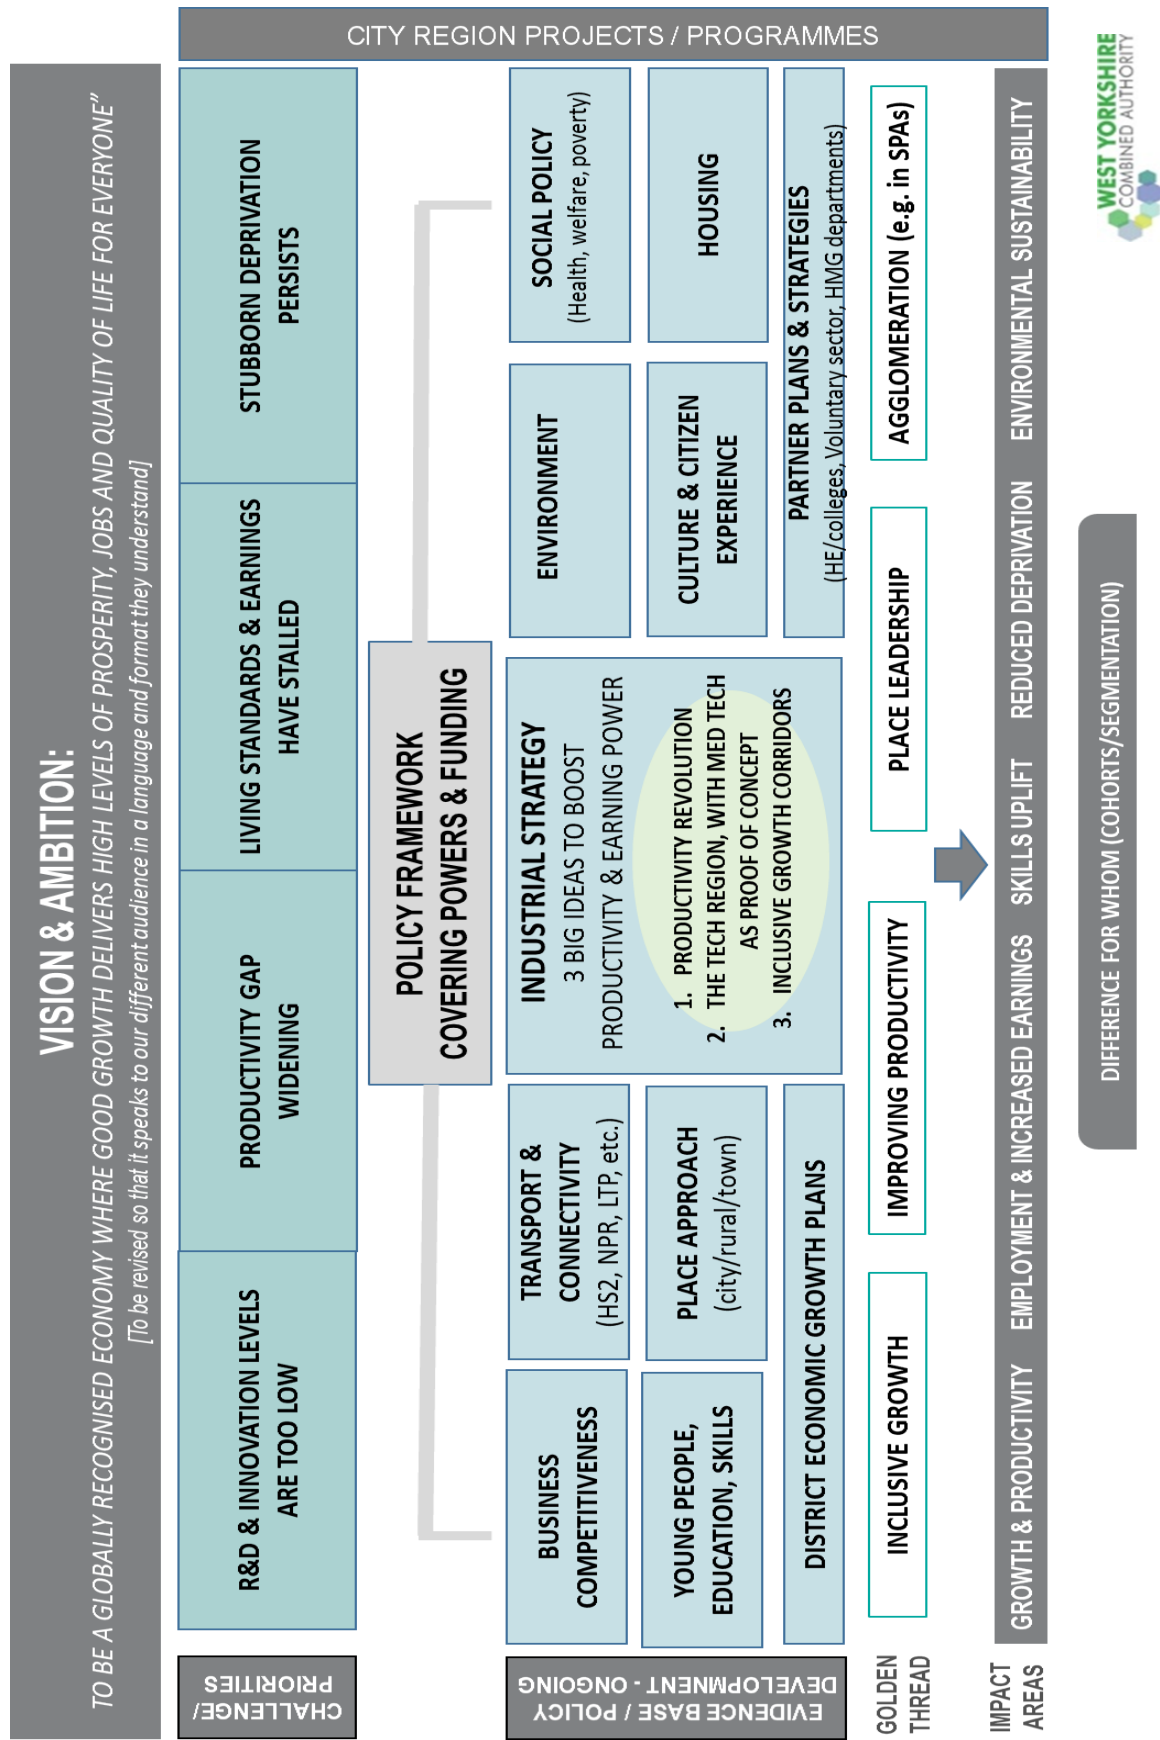 VISION & AMBITION:
TO BE A GLOBALLY RECOGNISED ECONOMY WHERE GOOD GROWTH DELIVERS HIGH LEVELS OF PROSPERITY, JOBS AND QUALITY OF LIFE FOR EVERYONE”
[To be revised so that it speaks to our different audience in a language and format they understand]
CHALLENGE/
PRIORITIES
R&D & INNOVATION LEVELS
ARE TOO LOW
PRODUCTIVITY GAP
WIDENING
LIVING STANDARDS & EARNINGS
HAVE STALLED
STUBBORN DEPRIVATION
PERSISTS
CITY REGION PROJECTS / PROGRAMMES
POLICY FRAMEWORK
COVERING POWERS & FUNDING
EVIDENCE BASE / POLICY
DEVELOPMNENT - ONGOING
BUSINESS
COMPETITIVENESS
TRANSPORT &
CONNECTIVITY
(HS2, NPR, LTP, etc.)
YOUNG PEOPLE,
EDUCATION, SKILLS
PLACE APPROACH
(city/rural/town)
DISTRICT ECONOMIC GROWTH PLANS
INDUSTRIAL STRATEGY
3 BIG IDEAS TO BOOST
PRODUCTIVITY & EARNING POWER
1. PRODUCTIVITY REVOLUTION
2. THE TECH REGION, WITH MED TECH
AS PROOF OF CONCEPT
3. INCLUSIVE GROWTH CORRIDORS
ENVIRONMENT
SOCIAL POLICY
(Health, welfare, poverty)
CULTURE & CITIZEN
EXPERIENCE
HOUSING
PARTNER PLANS & STRATEGIES
(HE/colleges, Voluntary sector, HMG departments)
GOLDEN
THREAD
INCLUSIVE GROWTH
IMPROVING PRODUCTIVITY
PLACE LEADERSHIP
AGGLOMERATION (e.g. in SPAs)
IMPACT
AREAS
GROWTH & PRODUCTIVITY
EMPLOYMENT & INCREASED EARNINGS
SKILLS UPLIFT
REDUCED DEPRIVATION
ENVIRONMENTAL SUSTAINABILITY
DIFFERENCE FOR WHOM (COHORTS/SEGMENTATION)
WEST YORKSHIRE
COMBINED AUTHORITY